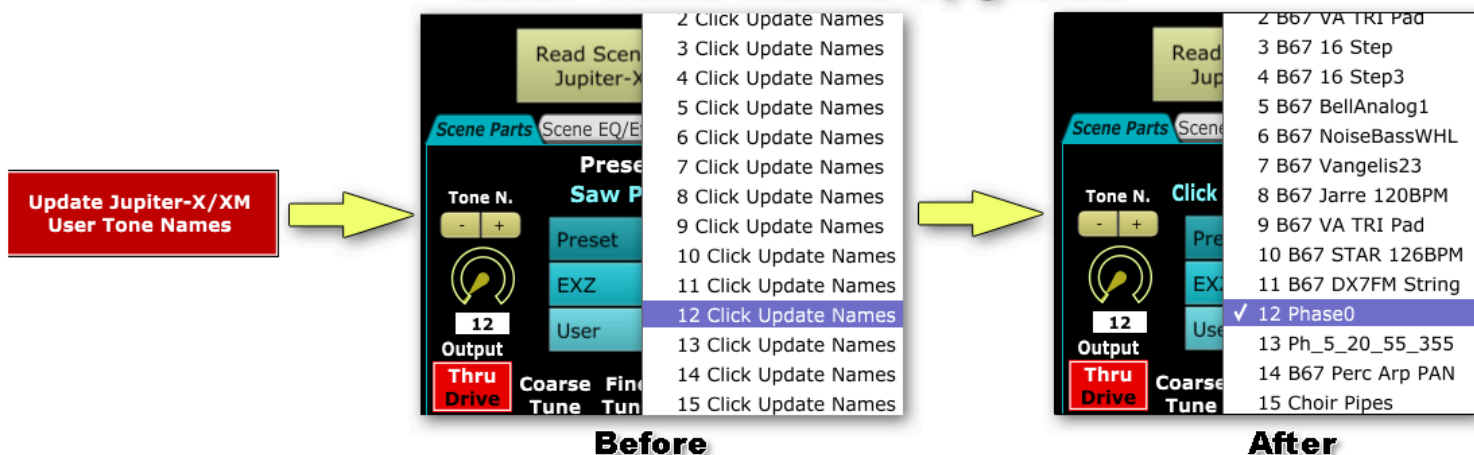 Update Jupiter-X/XM
User Tone Names
Read Scen
Jupiter-X
Scene Parts Scene EQ/Ef
Prese
Tone N. Saw P
- +
Preset
EXZ
12
User
Output
Thru
Drive
Coarse Fine
Tune Tun
2 Click Update Names
3 Click Update Names
4 Click Update Names
5 Click Update Names
6 Click Update Names
7 Click Update Names
8 Click Update Names
9 Click Update Names
10 Click Update Names
11 Click Update Names
12 Click Update Names
13 Click Update Names
14 Click Update Names
15 Click Update Names
Before
Read
Jup
Scene Parts Scene
Tone N. Click
- +
Pre
EXZ
12
Use
Output
Thru
Drive
Coarse
Tune
2 B67 VA TRI Pad
3 B67 16 Step
4 B67 16 Step3
5 B67 BellAnalog1
6 B67 NoiseBassWHL
7 B67 Vangelis23
8 B67 Jarre 120BPM
9 B67 VA TRI Pad
10 B67 STAR 126BPM
11 B67 DX7FM String
✓ 12 Phase0
13 Ph_5_20_55_355
14 B67 Perc Arp PAN
15 Choir Pipes
After